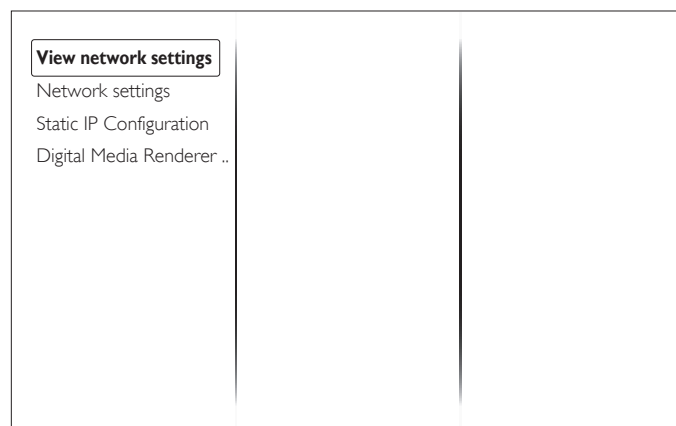 View network settings
Network settings
Static IP Configuration
Digital Media Renderer ..